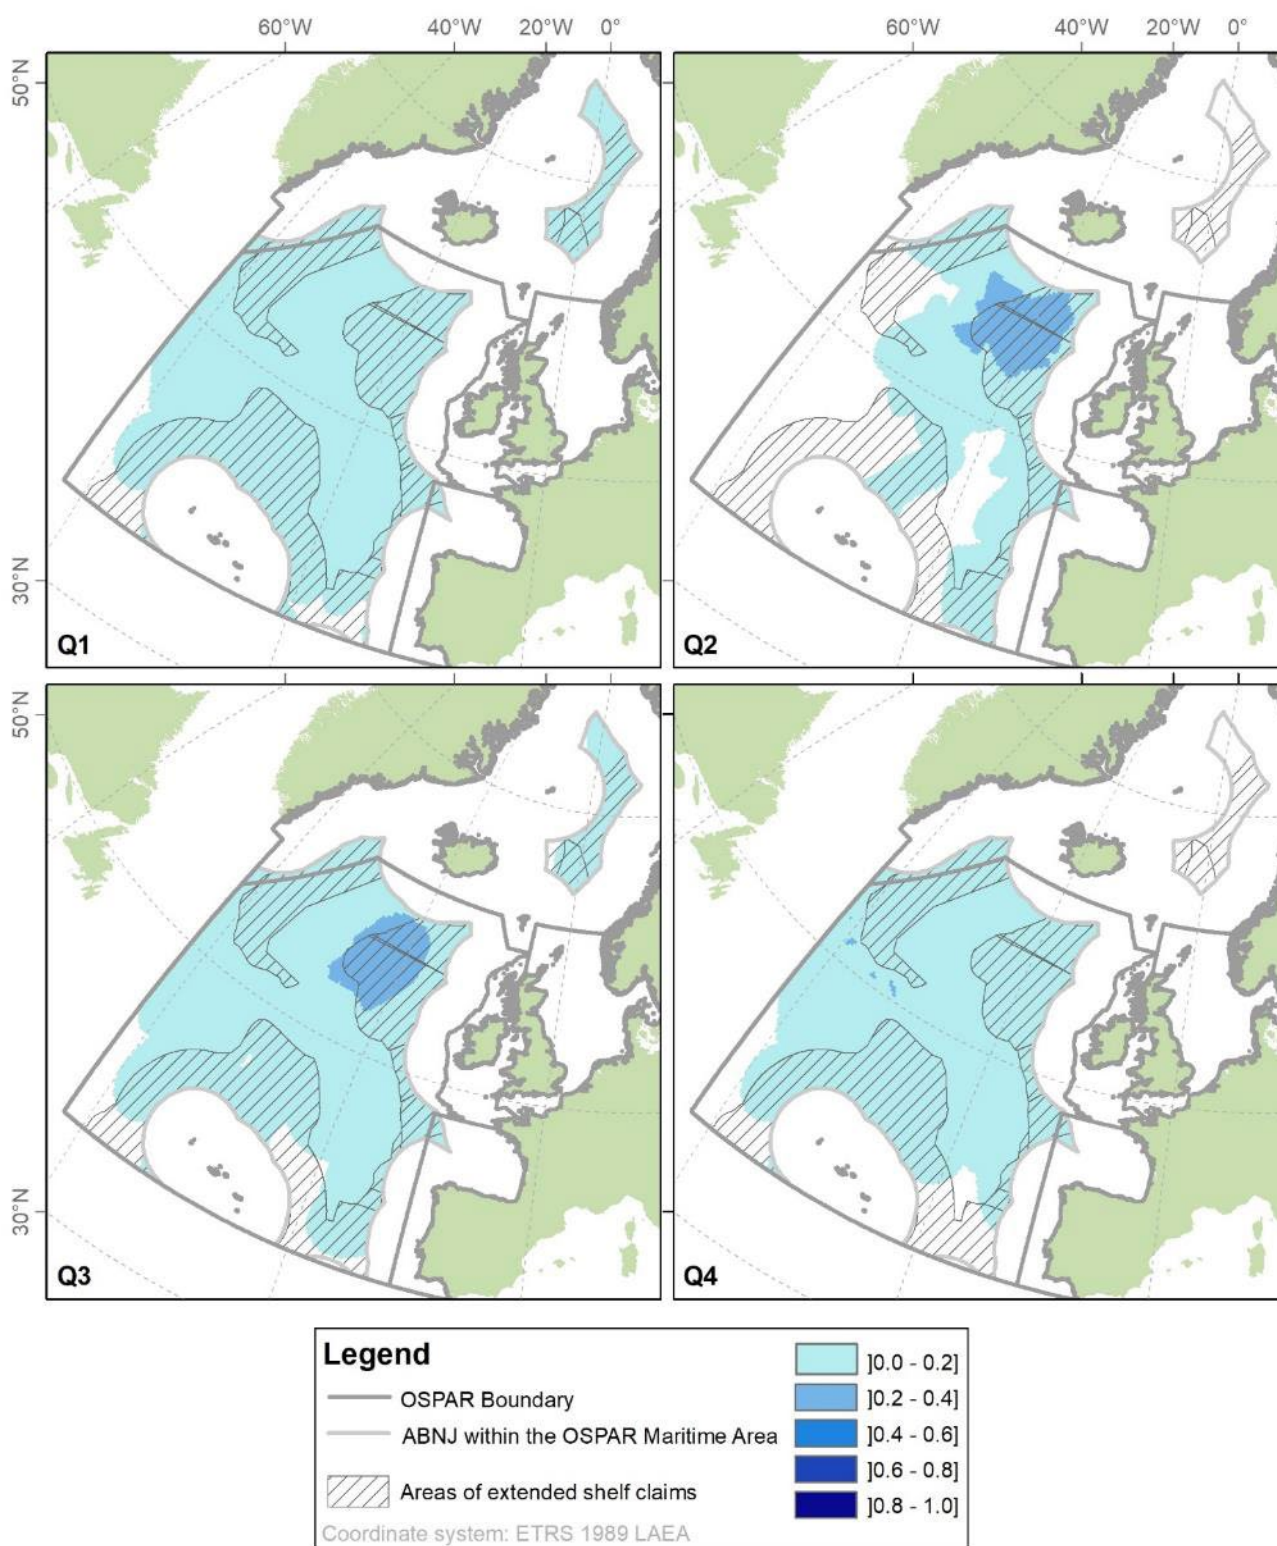 60°W 40°W 20°W 0° 60°W 40°W 20°W 0°
50°N
30°N
Q1 Q2
50°N
30°N
Q3 Q4
Legend
OSPAR Boundary
ABNJ within the OSPAR Maritime Area
Areas of extended shelf claims
Coordinate system: ETRS 1989 LAEA
]0.0 - 0.2]
]0.2 - 0.4]
]0.4 - 0.6]
]0.6 - 0.8]
]0.8 - 1.0]